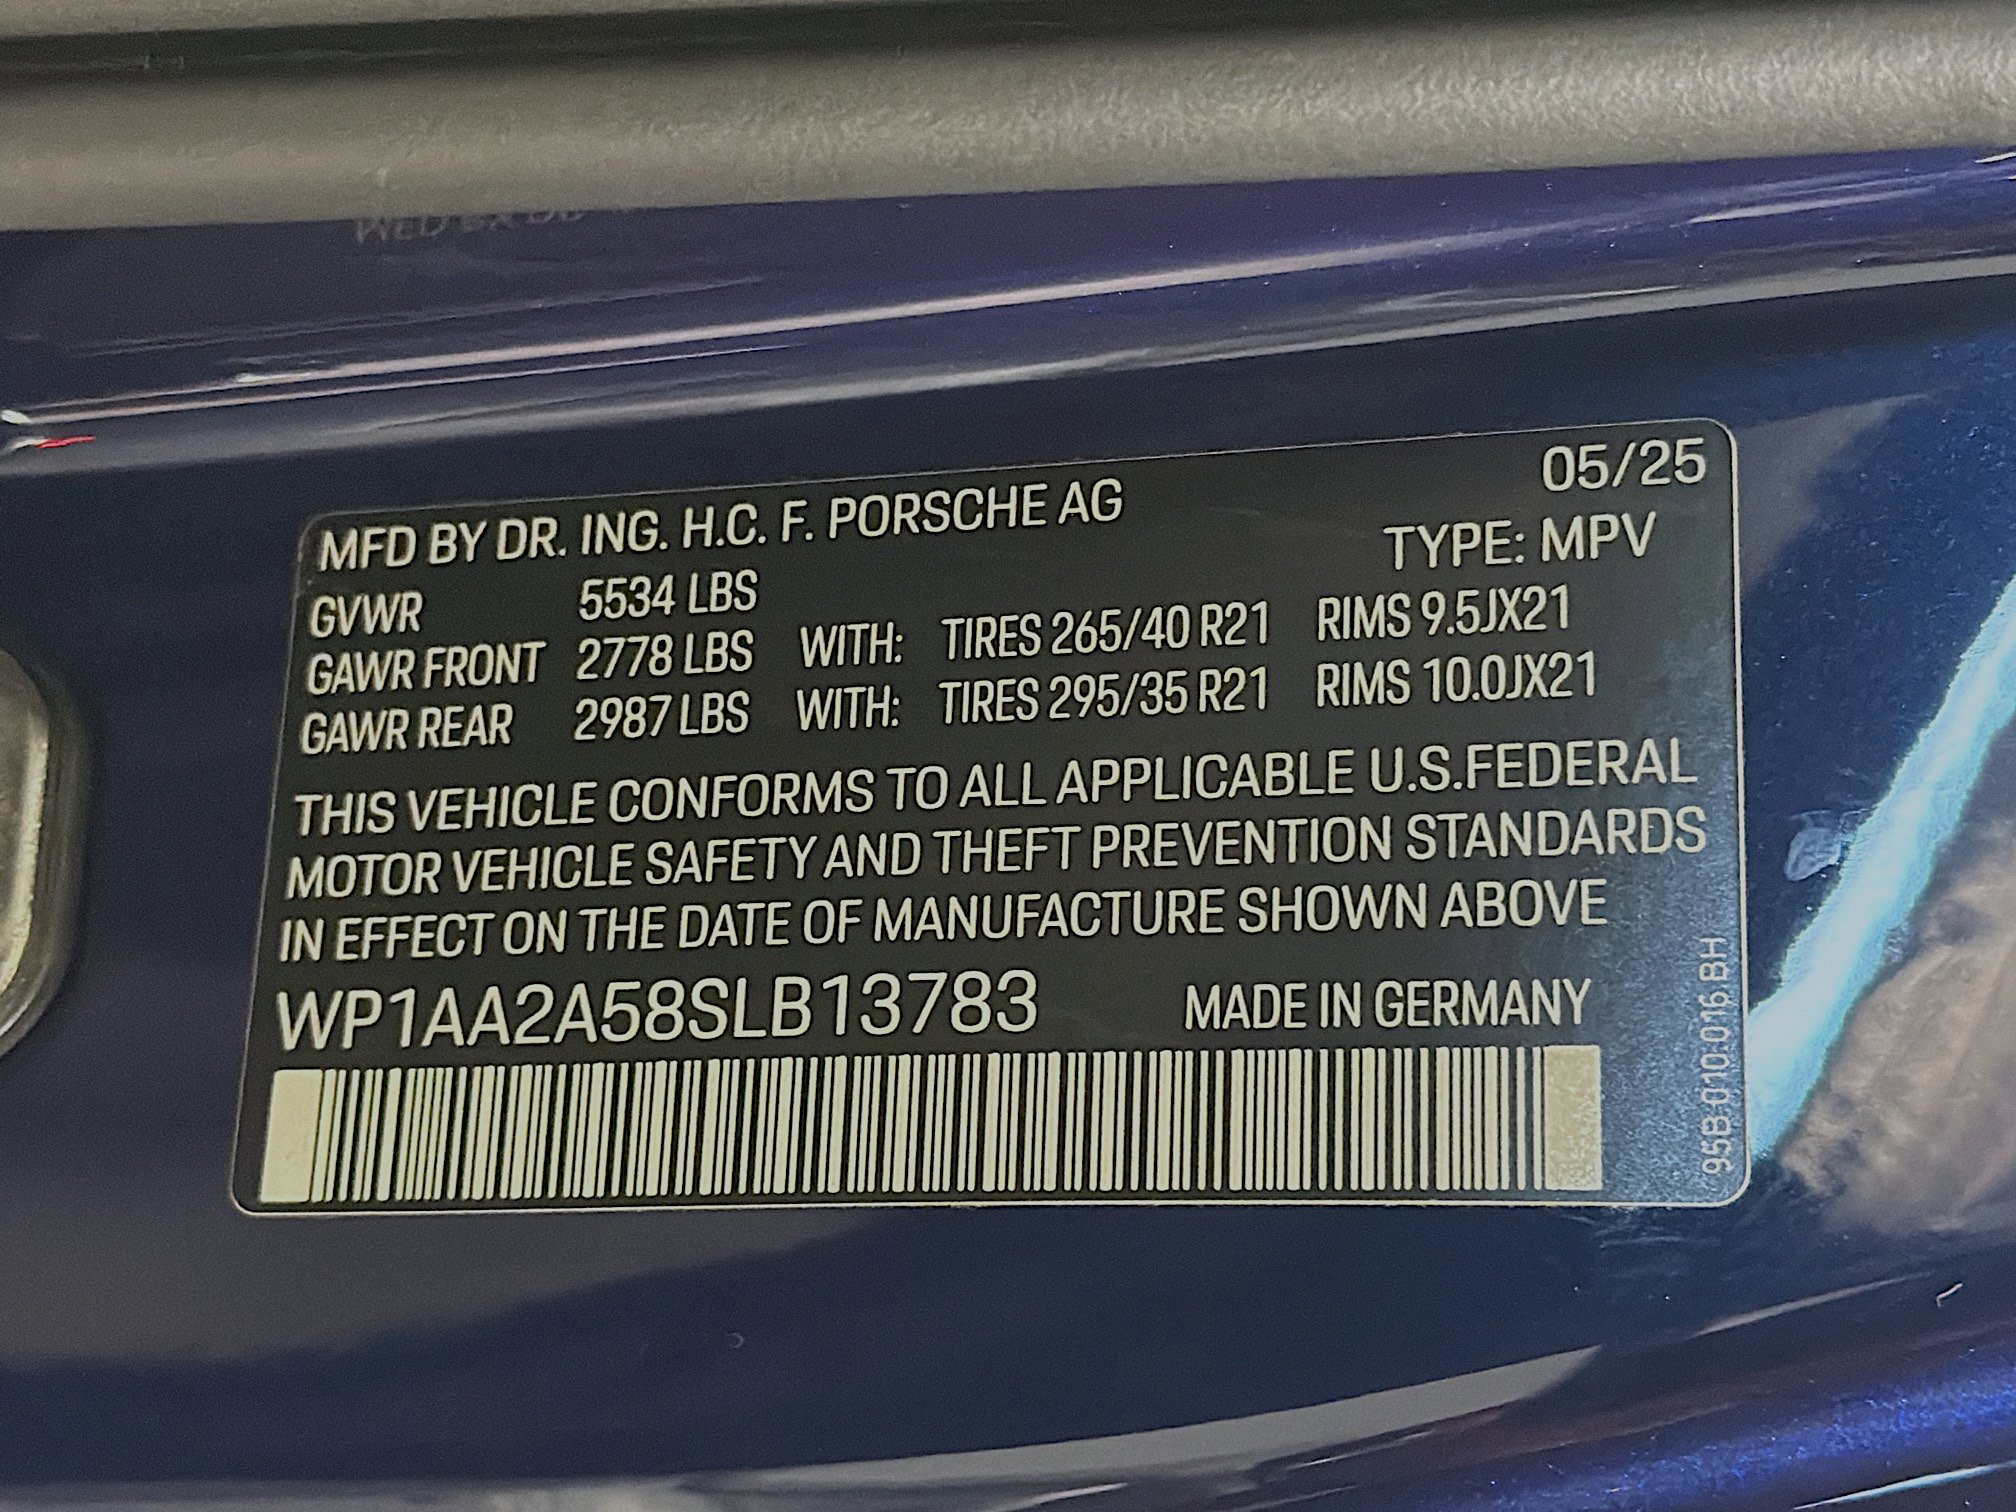 MFD BY DR. ING. H.C. F. PORSCHE AG 05/25
TYPE: MPV
GVWR 5534 LBS
GAWR FRONT 2778 LBS WITH: TIRES 265/40 R21 RIMS 9.5JX21
GAWR REAR 2987 LBS WITH: TIRES 295/35 R21 RIMS 10.0JX21
THIS VEHICLE CONFORMS TO ALL APPLICABLE U.S.FEDERAL
MOTOR VEHICLE SAFETY AND THEFT PREVENTION STANDARDS
IN EFFECT ON THE DATE OF MANUFACTURE SHOWN ABOVE
WP1AA2A58SLB13783 MADE IN GERMANY
95B.010.016 BH